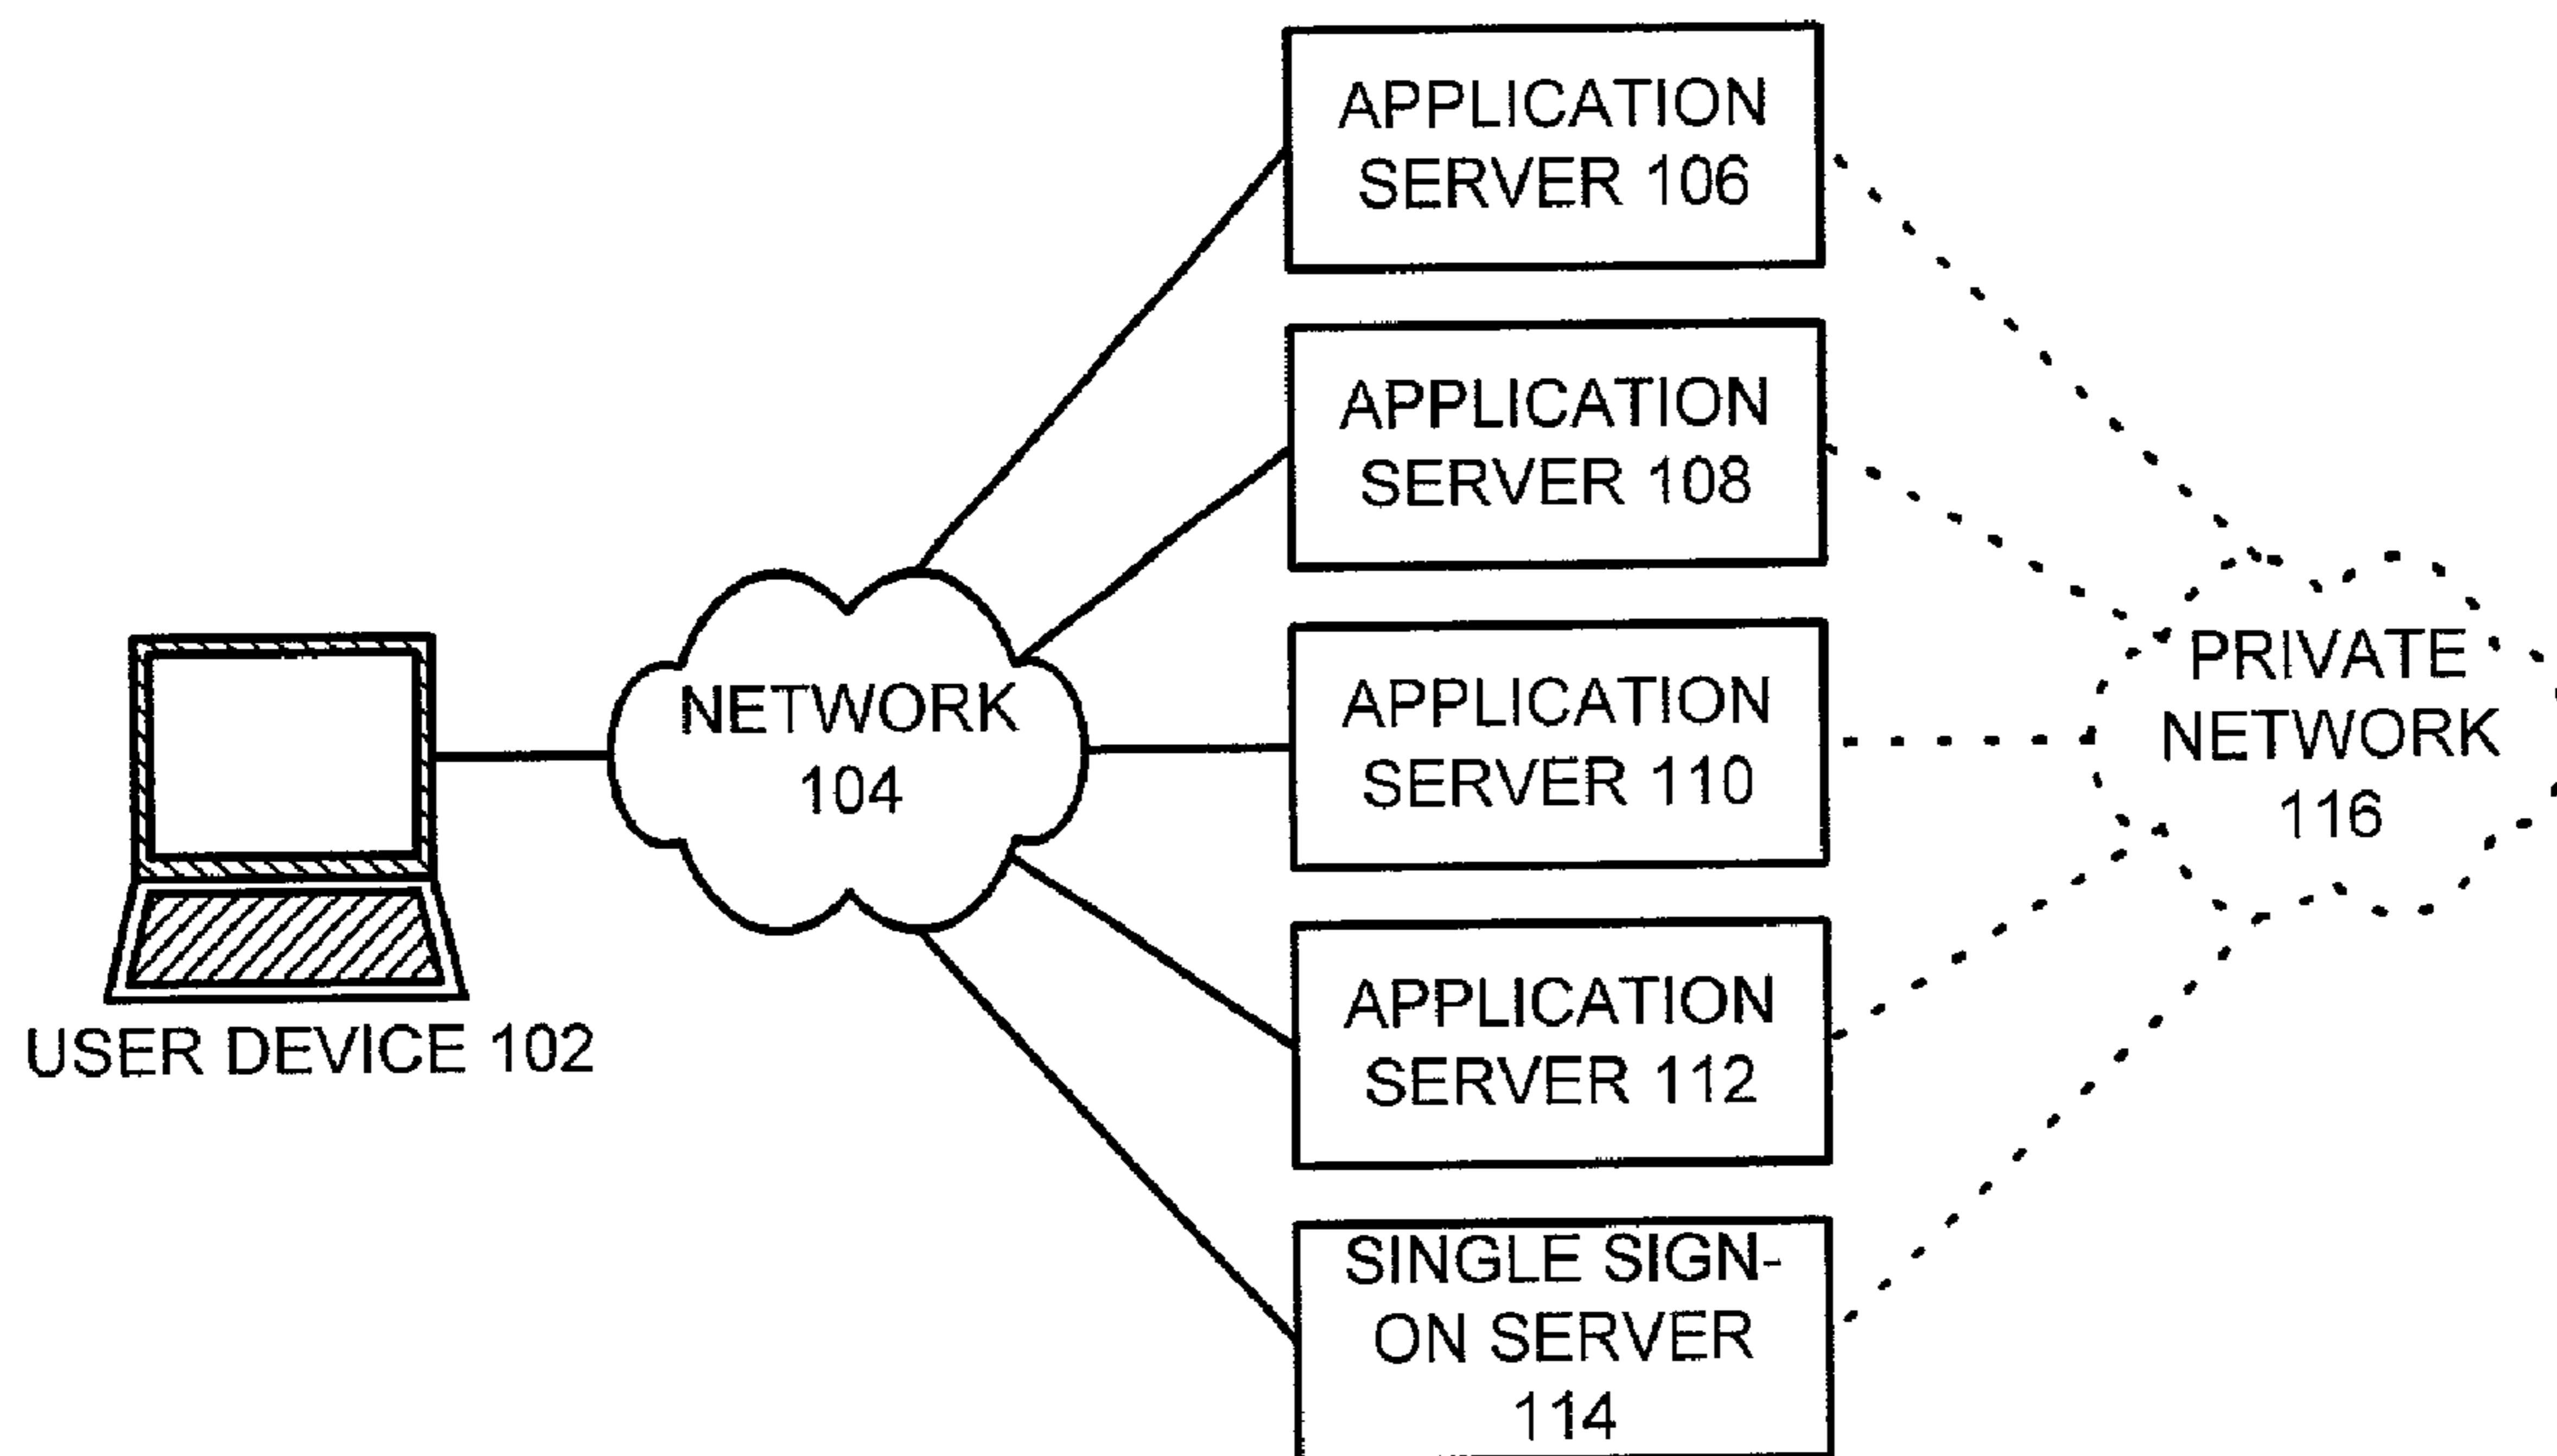 APPLICATION
SERVER 106
APPLICATION
SERVER 108
NETWORK
104
APPLICATION
SERVER 110
PRIVATE
NETWORK
116
USER DEVICE 102
APPLICATION
SERVER 112
SINGLE SIGN-
ON SERVER
114